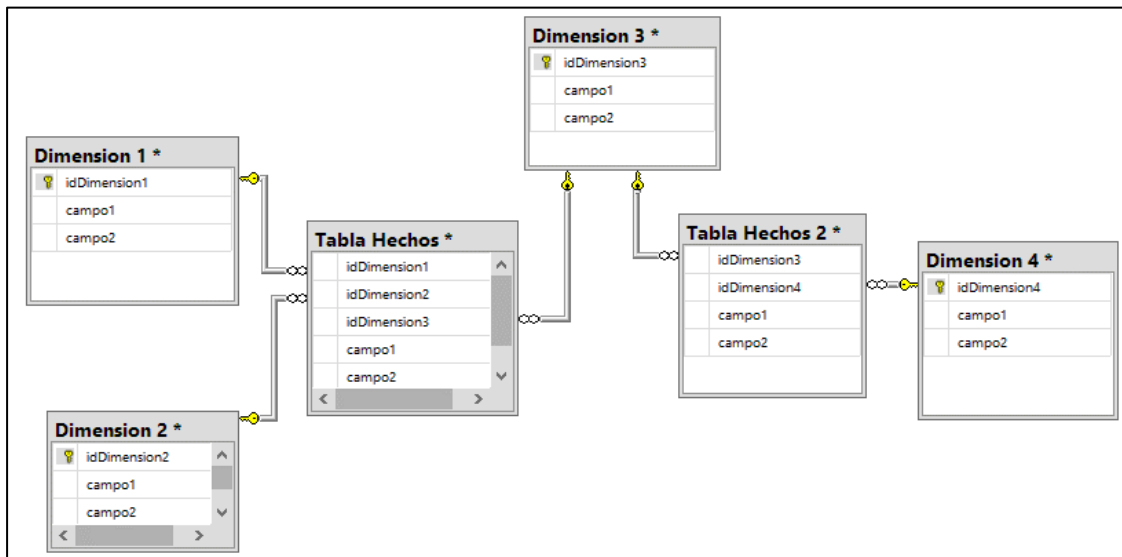 Dimension 3 *
idDimension3
campo1
campo2
Dimension 1 *
idDimension1
campo1
campo2
Tabla Hechos *
idDimension1
idDimension2
idDimension3
campo1
campo2
Tabla Hechos 2 *
idDimension3
idDimension4
campo1
campo2
Dimension 4 *
idDimension4
campo1
campo2
Dimension 2 *
idDimension2
campo1
campo2